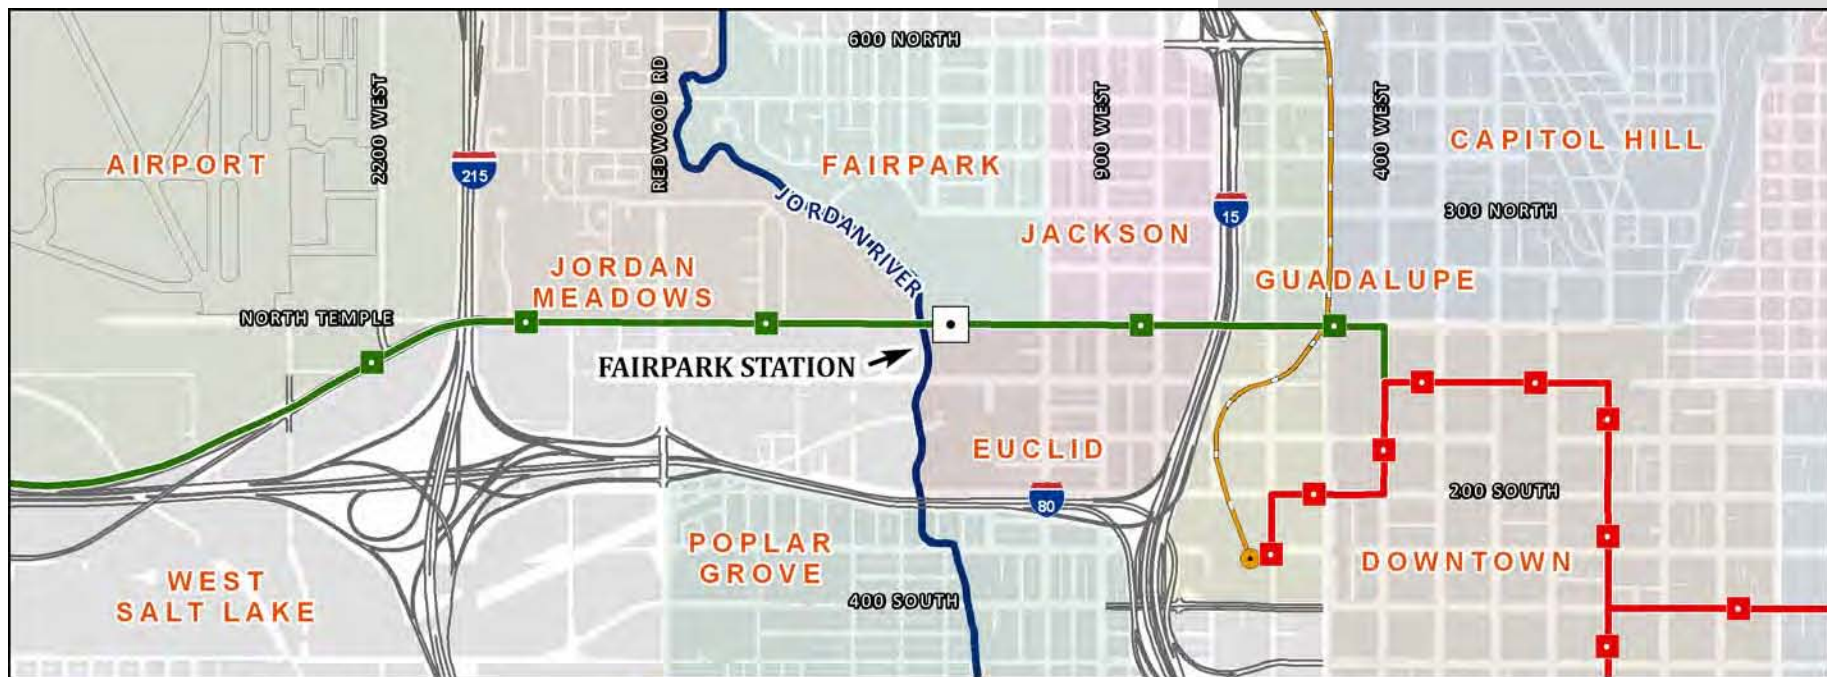 600 NORTH
2200 WEST
REDWOOD RD
900 WEST
400 WEST
AIRPORT
215
FAIRPARK
CAPITOL HILL
JORDAN RIVER
15
300 NORTH
JACKSON
JORDAN
MEADOWS
GUADALUPE
NORTH TEMPLE
FAIRPARK STATION
EUCLID
80
200 SOUTH
POPLAR
GROVE
DOWNTOWN
WEST
SALT LAKE
400 SOUTH